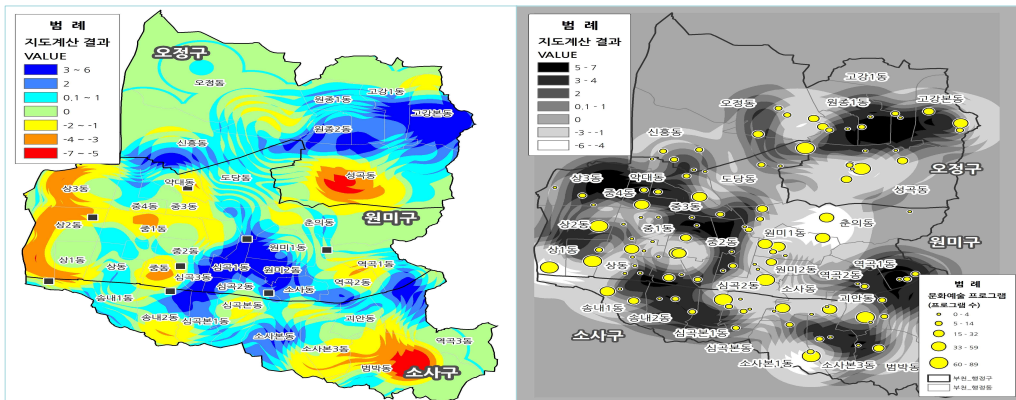 범 례
지도계산 결과
VALUE
3 ~ 6
2
0.1 ~ 1
0
-2 ~ -1
-4 ~ -3
-7 ~ -5
오정구
오정동
고강1동
원종1동
고강본동
원종2동
신흥동
약대동
도당동
성곡동
상3동
중4동
중3동
원미구
상2동
중1동
춘의동
원미1동
중2동
상1동
상동
중동
심곡3동
심곡1동
원미2동
역곡1동
역곡2동
심곡2동
소사동
송내1동
송내2동
심곡본1동
괴안동
심곡본동
소사본3동
역곡3동
범박동
소사구
범 례
지도계산 결과
VALUE
5 - 7
3 - 4
2
0.1 - 1
0
-3 ~ -1
-6 ~ -4
고강1동
오정동
원종1동
고강본동
신흥동
오정구
상3동
약대동
도당동
성곡동
중4동
중3동
상2동
중1동
춘의동
원미1동
원미구
상1동
중2동
상동
원미2동
역곡1동
역곡2동
심곡2동
괴안동
송내1동
송내2동
소사구
심곡본1동
심곡본동
소사본1동
소사본3동
범박동
범 례
문화예술 프로그램
(프로그램 수)
0 - 4
5 - 14
15 - 32
33 - 59
60 - 89
부천_행정구
부천_행정동